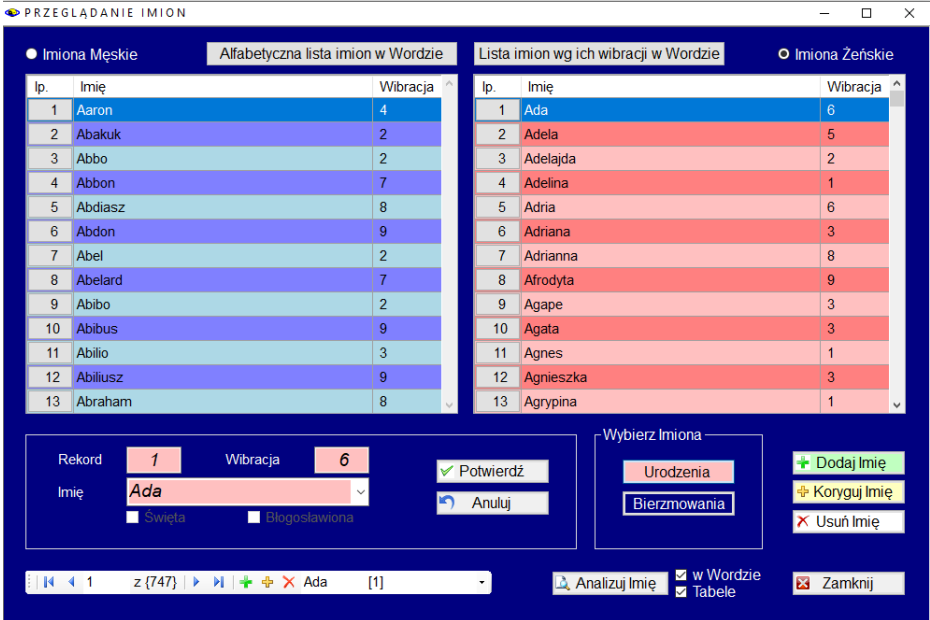 PRZEGLĄDANIE IMION
Imiona Męskie
Alfabetyczna lista imion w Wordzie
Lista imion wg ich wibracji w Wordzie
Imiona Żeńskie
lp. Imię Wibracja
1 Aaron 4
2 Abakuk 2
3 Abbo 2
4 Abbon 7
5 Abdiasz 8
6 Abdon 9
7 Abel 2
8 Abelard 7
9 Abibo 2
10 Abibus 9
11 Abilio 3
12 Abiliusz 9
13 Abraham 8
lp. Imię Wibracja
1 Ada 6
2 Adela 5
3 Adelajda 2
4 Adelina 1
5 Adria 6
6 Adriana 3
7 Adrianna 8
8 Afrodyta 9
9 Agape 3
10 Agata 3
11 Agnes 1
12 Agnieszka 3
13 Agrypina 1
Rekord 1 Wibracja 6
Imię Ada
Święta Błogosławiona
Potwierdź
Anuluj
Wybierz Imiona
Urodzenia
Bierzmowania
Dodaj Imię
Koryguj Imię
Usuń Imię
1 z {747} Ada [1]
Analizuj Imię
w Wordzie
Tabele
Zamknij